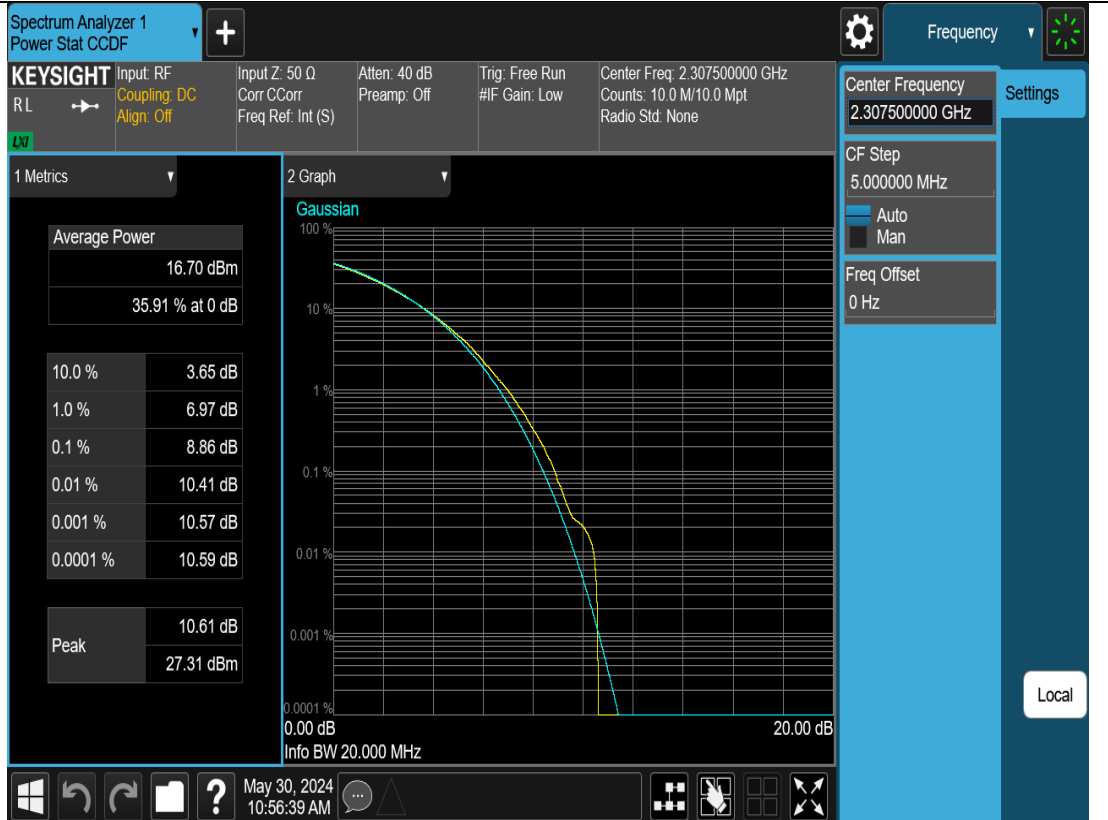 Spectrum Analyzer 1
Power Stat CCDF
+
Frequency
KEYSIGHT
RL
LXI
Input: RF
Coupling: DC
Align: Off
Input Z: 50 Ω
Corr CCorr
Freq Ref: Int (S)
Atten: 40 dB
Preamp: Off
Trig: Free Run
#IF Gain: Low
Center Freq: 2.307500000 GHz
Counts: 10.0 M/10.0 Mpt
Radio Std: None
Center Frequency
2.307500000 GHz
Settings
CF Step
5.000000 MHz
Auto
Man
Freq Offset
0 Hz
1 Metrics
Average Power
16.70 dBm
35.91 % at 0 dB
10.0 % 3.65 dB
1.0 % 6.97 dB
0.1 % 8.86 dB
0.01 % 10.41 dB
0.001 % 10.57 dB
0.0001 % 10.59 dB
Peak
10.61 dB
27.31 dBm
2 Graph
Gaussian
100 %
10 %
1 %
0.1 %
0.01 %
0.001 %
0.0001 %
0.00 dB 20.00 dB
Info BW 20.000 MHz
Local
?
May 30, 2024
10:56:39 AM